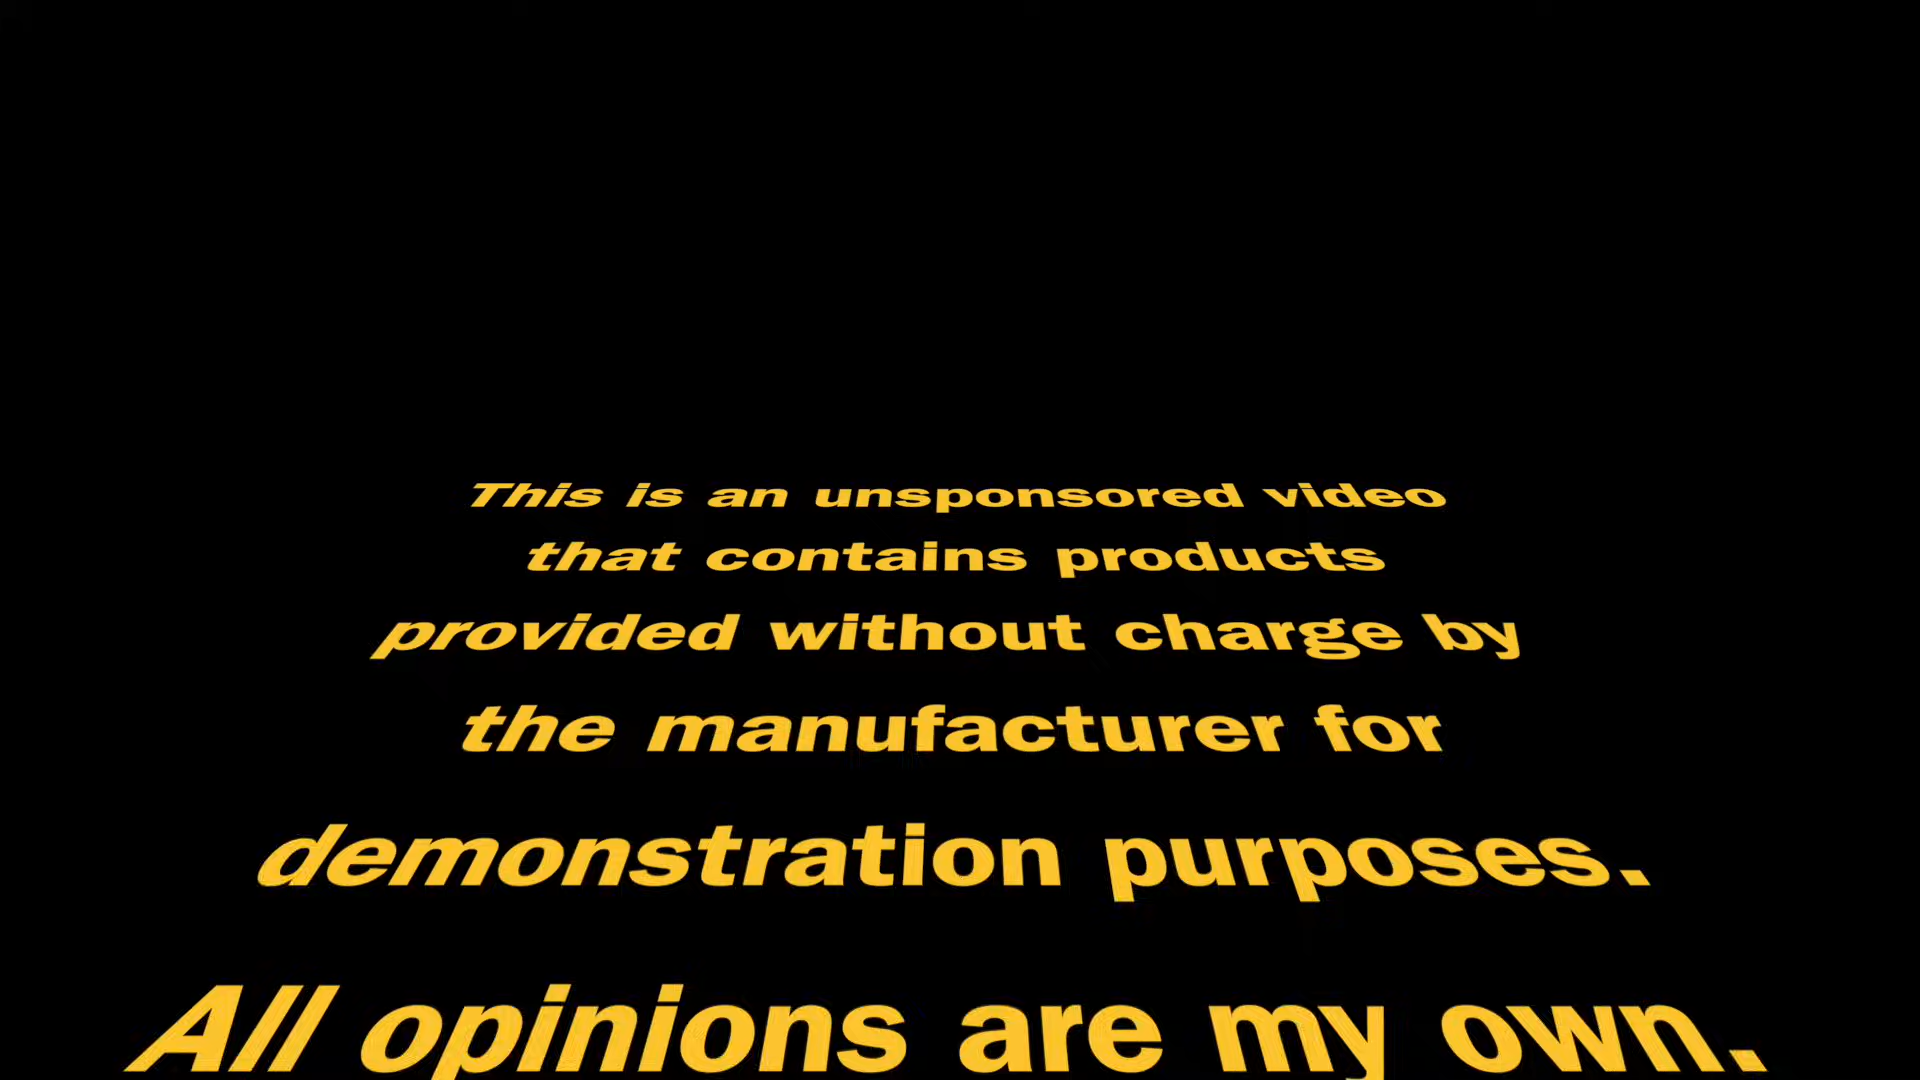 This is an unsponsored video
that contains products
provided without charge by
the manufacturer for
demonstration purposes.
All opinions are my own.